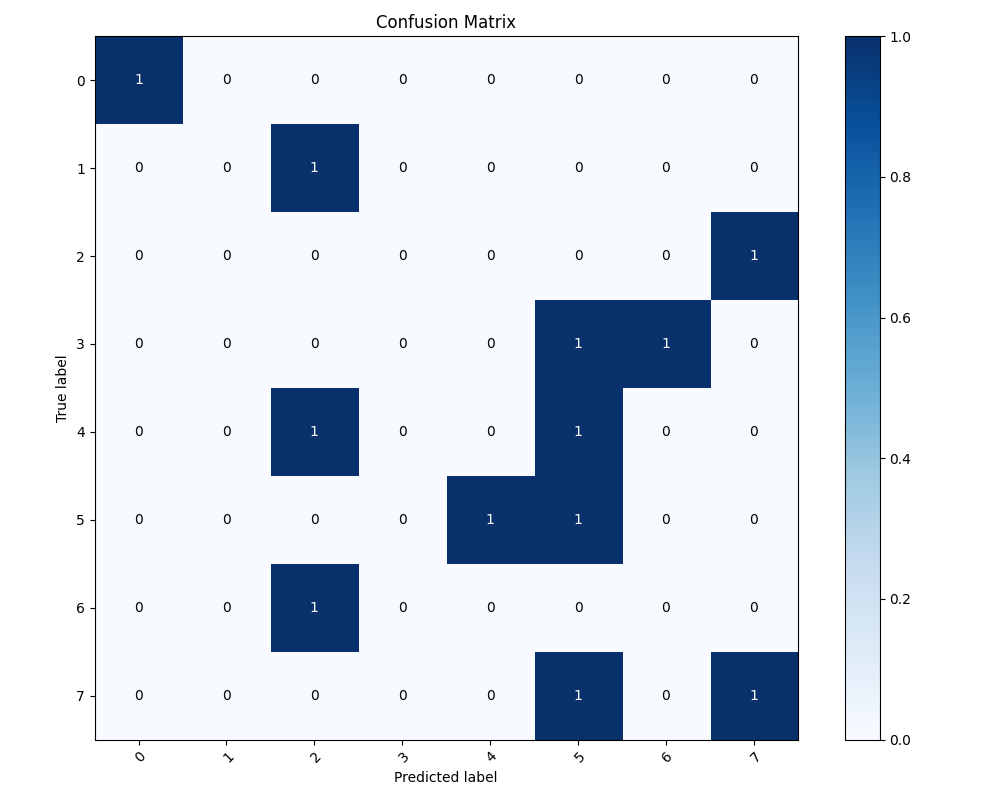 Confusion Matrix
0 1 0 0 0 0 0 0 0
1 0 0 1 0 0 0 0 0
2 0 0 0 0 0 0 0 1
3 0 0 0 0 0 1 1 0
4 0 0 1 0 0 1 0 0
5 0 0 0 0 1 1 0 0
6 0 0 1 0 0 0 0 0
7 0 0 0 0 0 1 0 1
0 1 2 3 4 5 6 7
True label
Predicted label
1.0
0.8
0.6
0.4
0.2
0.0